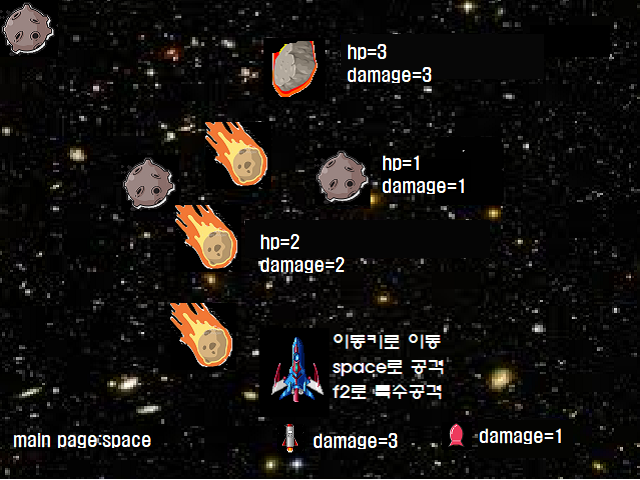 hp=3
damage=3
hp=1
damage=1
hp=2
damage=2
이동키로 이동
space로 공격
f2로 특수공격
main page:space
damage=3
damage=1